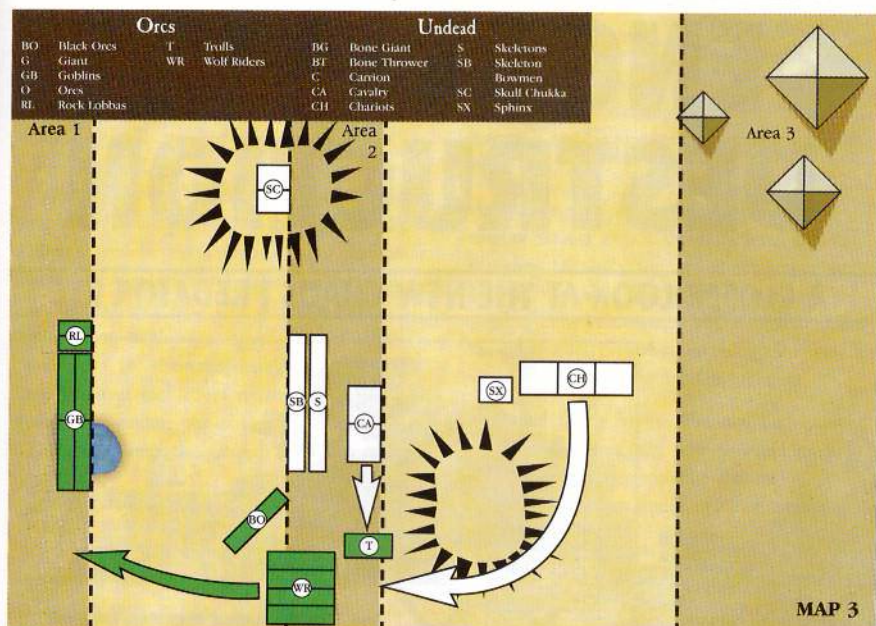 Orcs
BO Black Orcs
G Giant
GB Goblins
O Orcs
RL Rock Lobbas
T Trolls
WR Wolf Riders
Undead
BG Bone Giant
BT Bone Thrower
C Carrion
CA Cavalry
CH Chariots
S Skeletons
SB Skeleton
Bowmen
SC Skull Chukka
SX Sphinx
Area 1
Area
2
Area 3
SC
RL
GB
SB
S
CA
SX
CH
BO
T
WR
MAP 3